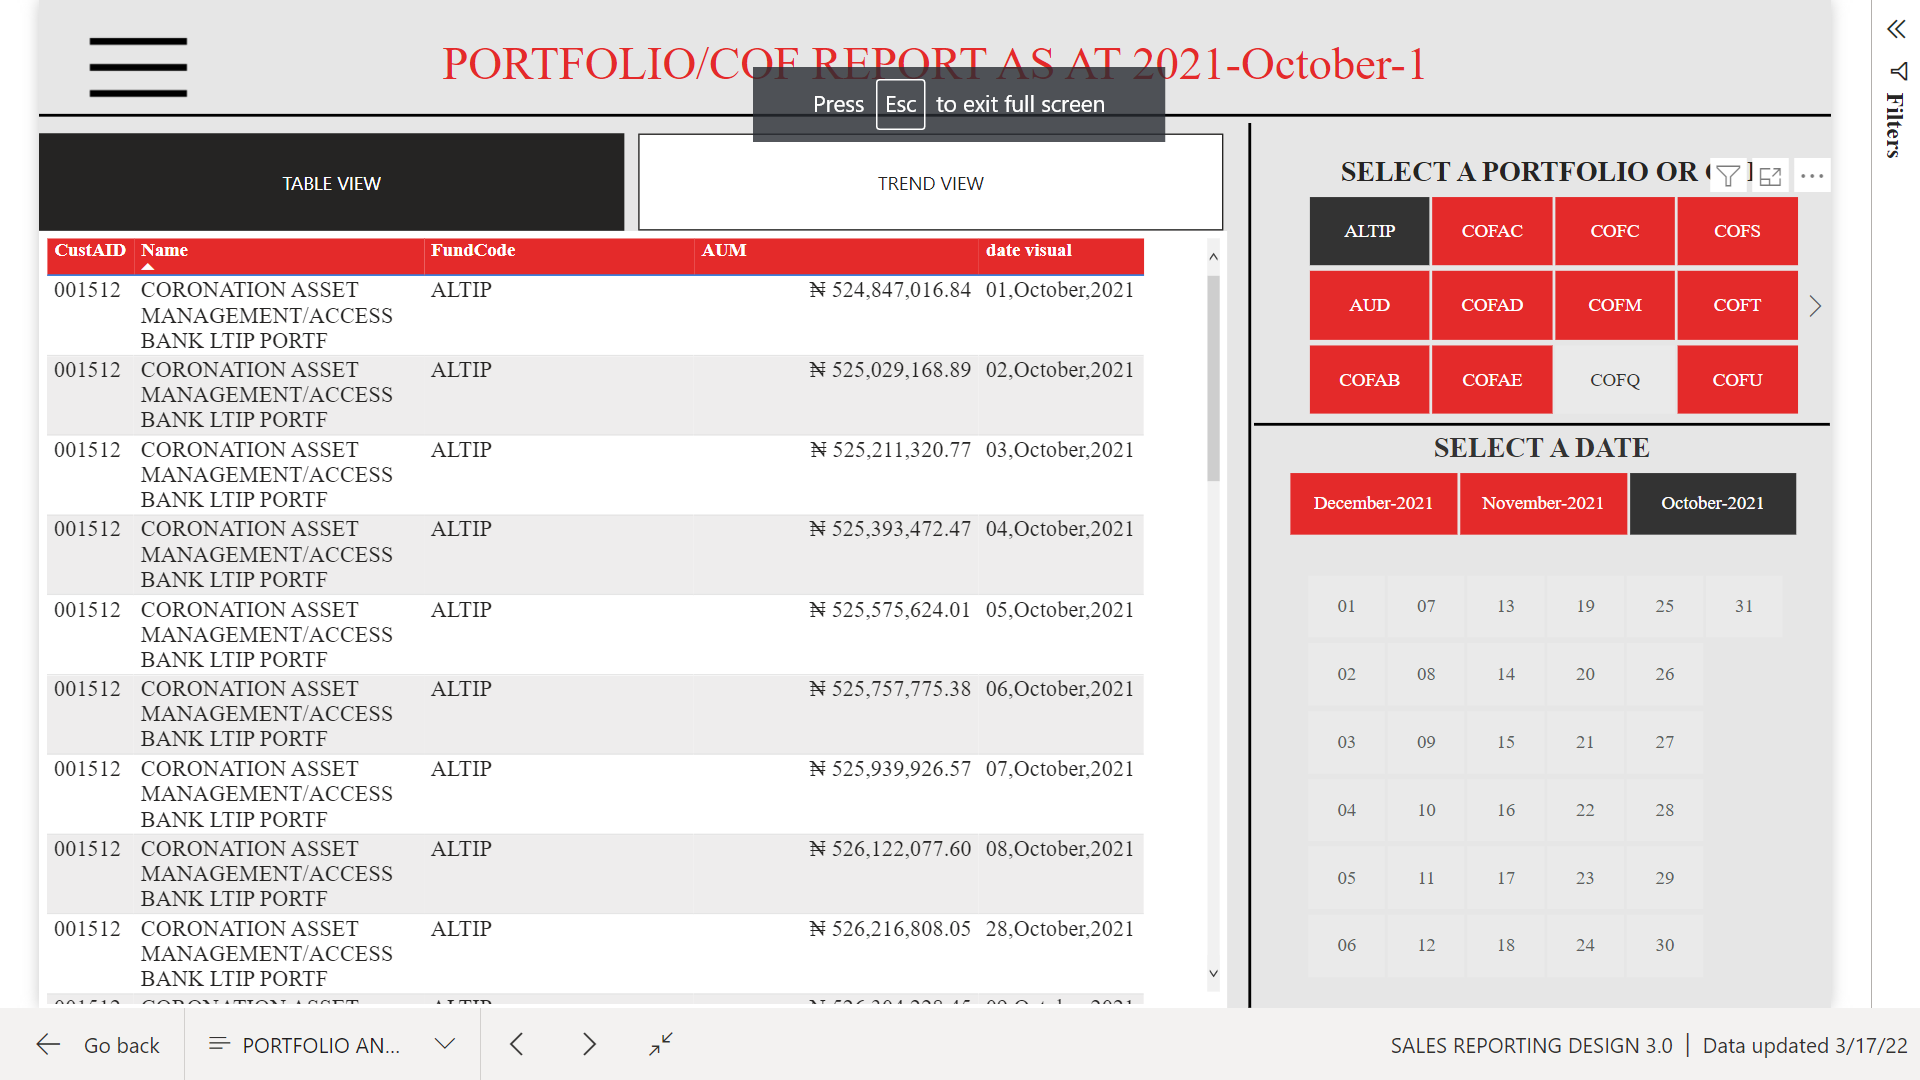 PORTFOLIO/COF REPORT AS AT 2021-October-1
Press Esc to exit full screen
Filters
TABLE VIEW
TREND VIEW
CustAID Name FundCode AUM date visual
001512 CORONATION ASSET ALTIP ₦ 524,847,016.84 01,October,2021
MANAGEMENT/ACCESS
BANK LTIP PORTF
001512 CORONATION ASSET ALTIP ₦ 525,029,168.89 02,October,2021
MANAGEMENT/ACCESS
BANK LTIP PORTF
001512 CORONATION ASSET ALTIP ₦ 525,211,320.77 03,October,2021
MANAGEMENT/ACCESS
BANK LTIP PORTF
001512 CORONATION ASSET ALTIP ₦ 525,393,472.47 04,October,2021
MANAGEMENT/ACCESS
BANK LTIP PORTF
001512 CORONATION ASSET ALTIP ₦ 525,575,624.01 05,October,2021
MANAGEMENT/ACCESS
BANK LTIP PORTF
001512 CORONATION ASSET ALTIP ₦ 525,757,775.38 06,October,2021
MANAGEMENT/ACCESS
BANK LTIP PORTF
001512 CORONATION ASSET ALTIP ₦ 525,939,926.57 07,October,2021
MANAGEMENT/ACCESS
BANK LTIP PORTF
001512 CORONATION ASSET ALTIP ₦ 526,122,077.60 08,October,2021
MANAGEMENT/ACCESS
BANK LTIP PORTF
001512 CORONATION ASSET ALTIP ₦ 526,216,808.05 28,October,2021
MANAGEMENT/ACCESS
BANK LTIP PORTF
SELECT A PORTFOLIO OR
ALTIP COFAC COFC COFS
AUD COFAD COFM COFT
COFAB COFAE COFQ COFU
SELECT A DATE
December-2021 November-2021 October-2021
01 07 13 19 25 31
02 08 14 20 26
03 09 15 21 27
04 10 16 22 28
05 11 17 23 29
06 12 18 24 30
Go back
PORTFOLIO AN...
SALES REPORTING DESIGN 3.0 | Data updated 3/17/22